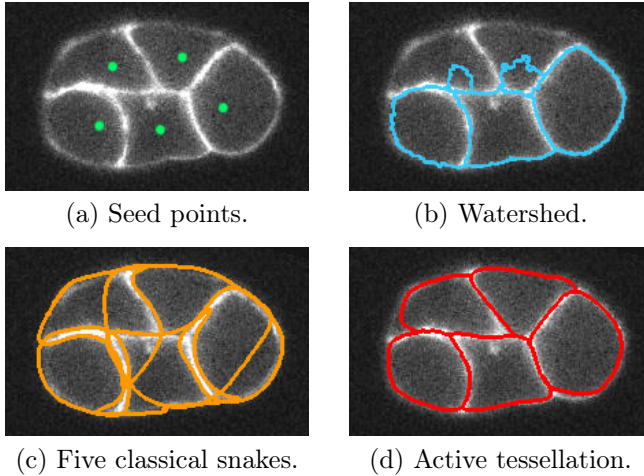 (a) Seed points.
(b) Watershed.
(c) Five classical snakes.
(d) Active tessellation.